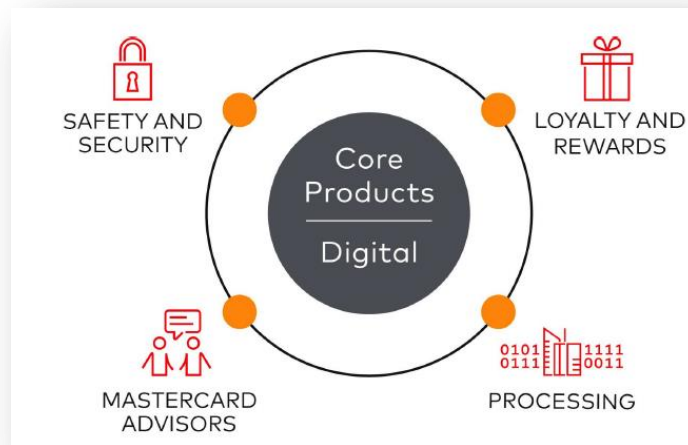 SAFETY AND
SECURITY
LOYALTY AND
REWARDS
Core
Products
Digital
MASTERCARD
ADVISORS
0101 1111
0111 0011
PROCESSING